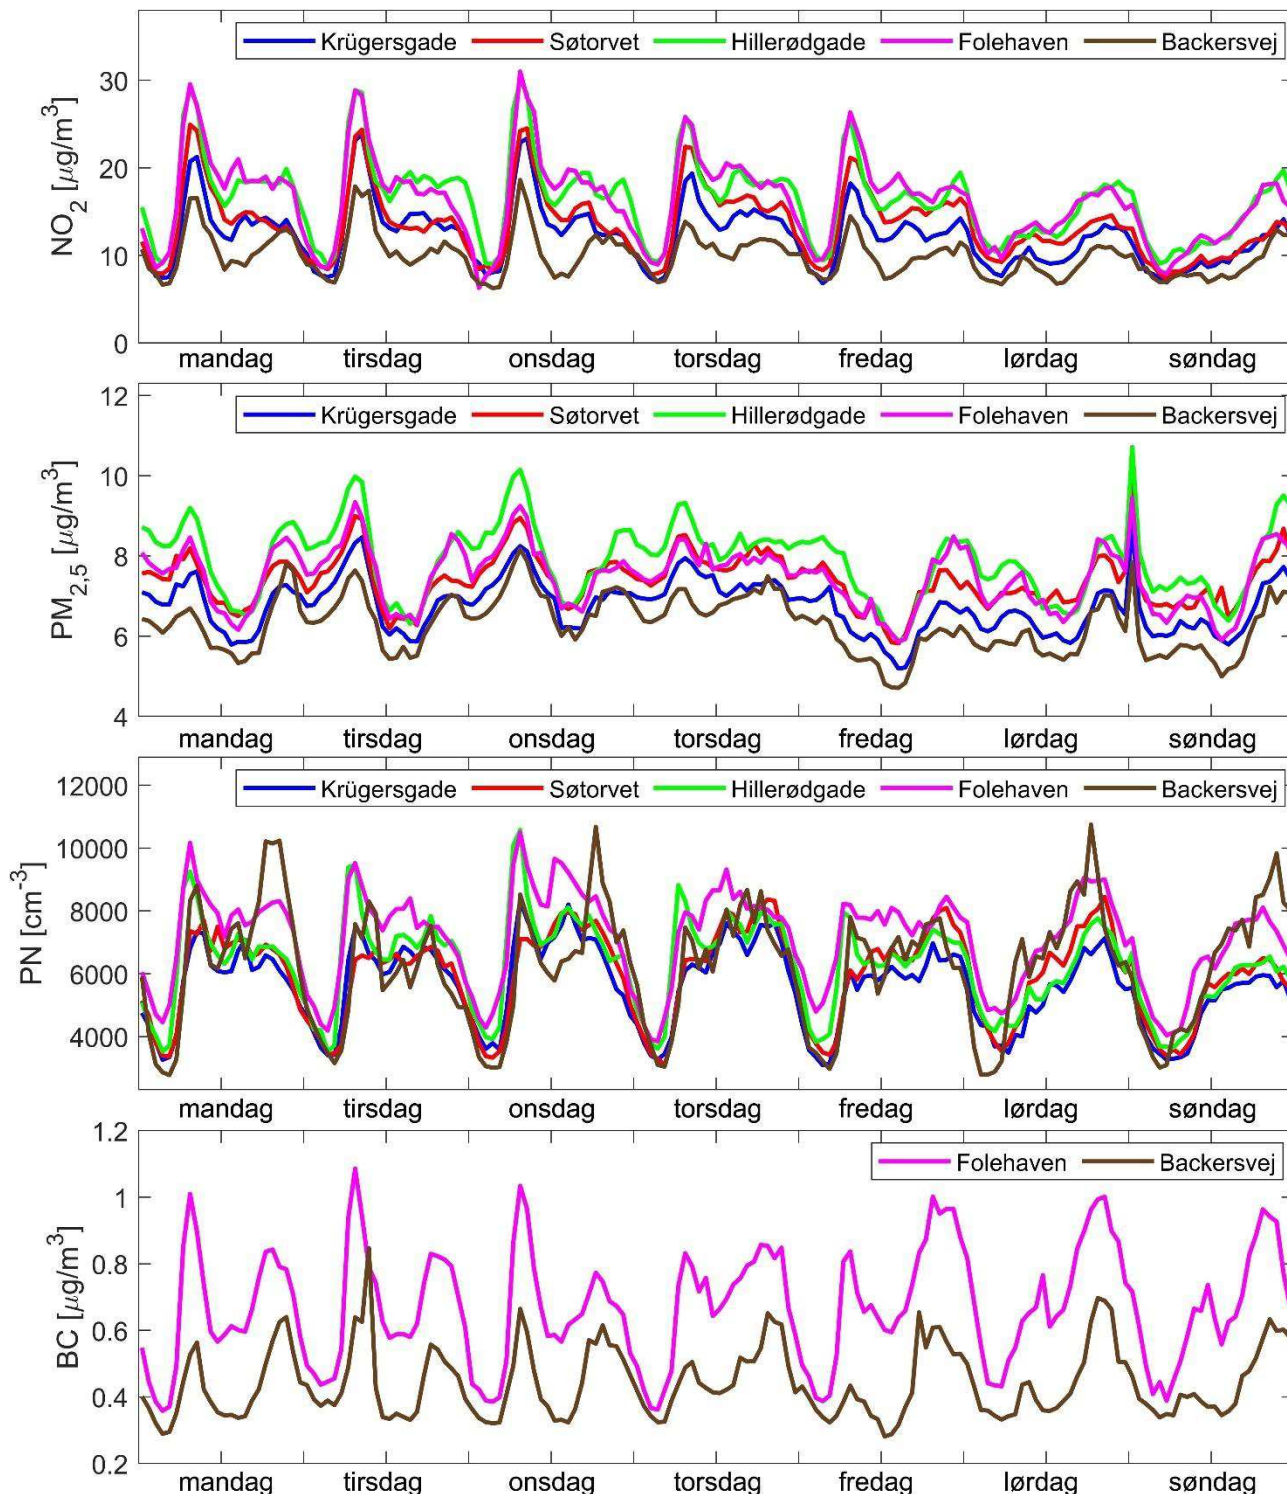 Krügersgade Søtorvet Hillerødgade Folehaven Backersvej
NO2 [μg/m3]
30
20
10
0
mandag tirsdag onsdag torsdag fredag lørdag søndag
Krügersgade Søtorvet Hillerødgade Folehaven Backersvej
PM2,5 [μg/m3]
12
10
8
6
4
mandag tirsdag onsdag torsdag fredag lørdag søndag
Krügersgade Søtorvet Hillerødgade Folehaven Backersvej
PN [cm-3]
12000
10000
8000
6000
4000
mandag tirsdag onsdag torsdag fredag lørdag søndag
Folehaven Backersvej
BC [μg/m3]
1.2
1
0.8
0.6
0.4
0.2
mandag tirsdag onsdag torsdag fredag lørdag søndag